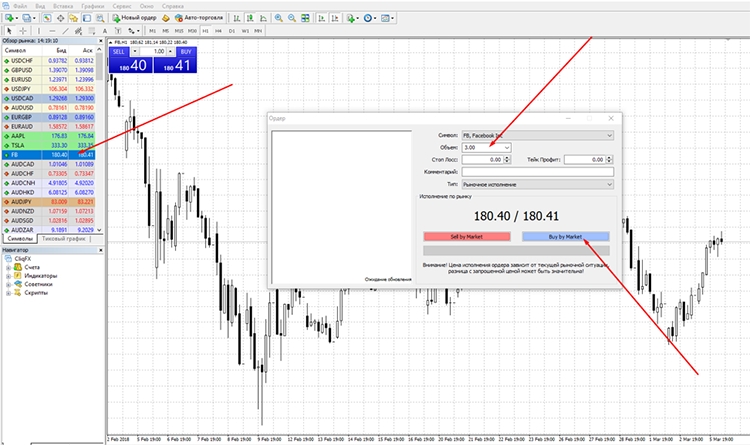 Файл Вид Вставка Графики Сервис Окно Справка
Новый ордер Авто-торговля
A T
M1 M5 M15 M30 H1 H4 D1 W1 MN
Обзор рынка: 14:19:10
Символ Бид Аск
USDCHF 0.93782 0.93812
GBPUSD 1.39070 1.39098
EURUSD 1.23971 1.23996
USDJPY 106.304 106.332
USDCAD 1.29268 1.29300
AUDUSD 0.78161 0.78190
EURGBP 0.89128 0.89160
EURAUD 1.58572 1.58617
AAPL 176.83 176.84
TSLA 333.30 333.35
FB 180.40 180.41
AUDCAD 1.01046 1.01089
AUDCHF 0.73305 0.73347
AUDCNH 4.91805 4.92020
AUDHKD 6.08125 6.08270
AUDJPY 83.009 83.221
AUDNZD 1.07159 1.07213
AUDSGD 1.02816 1.02895
AUDZAR 9.1891 9.2029
Символы Тиковый график
Навигатор
CliqFX
Счета
Индикаторы
Советники
Скрипты
FB,H1 180.62 181.14 180.22 180.40
SELL 1.00 BUY
180 40 180 41
Ордер
Символ: FB, Facebook Inc
Объем: 3.00
Стоп Лосс: 0.00 Тейк Профит: 0.00
Комментарий:
Тип: Рыночное исполнение
Исполнение по рынку
180.40 / 180.41
Sell by Market Buy by Market
Ожидание обновления
Внимание! Цена исполнения ордера зависит от текущей рыночной ситуации,
разница с запрошенной ценой может быть значительна!
2 Feb 2018 5 Feb 19:00 6 Feb 19:00 7 Feb 19:00 8 Feb 19:00 9 Feb 19:00 12 Feb 19:00 13 Feb 19:00 14 Feb 19:00 15 Feb 19:00 16 Feb 19:00 20 Feb 19:00 21 Feb 19:00 22 Feb 19:00 23 Feb 19:00 26 Feb 19:00 27 Feb 19:00 28 Feb 19:00 1 Mar 19:00 2 Mar 19:00 5 Mar 19:00